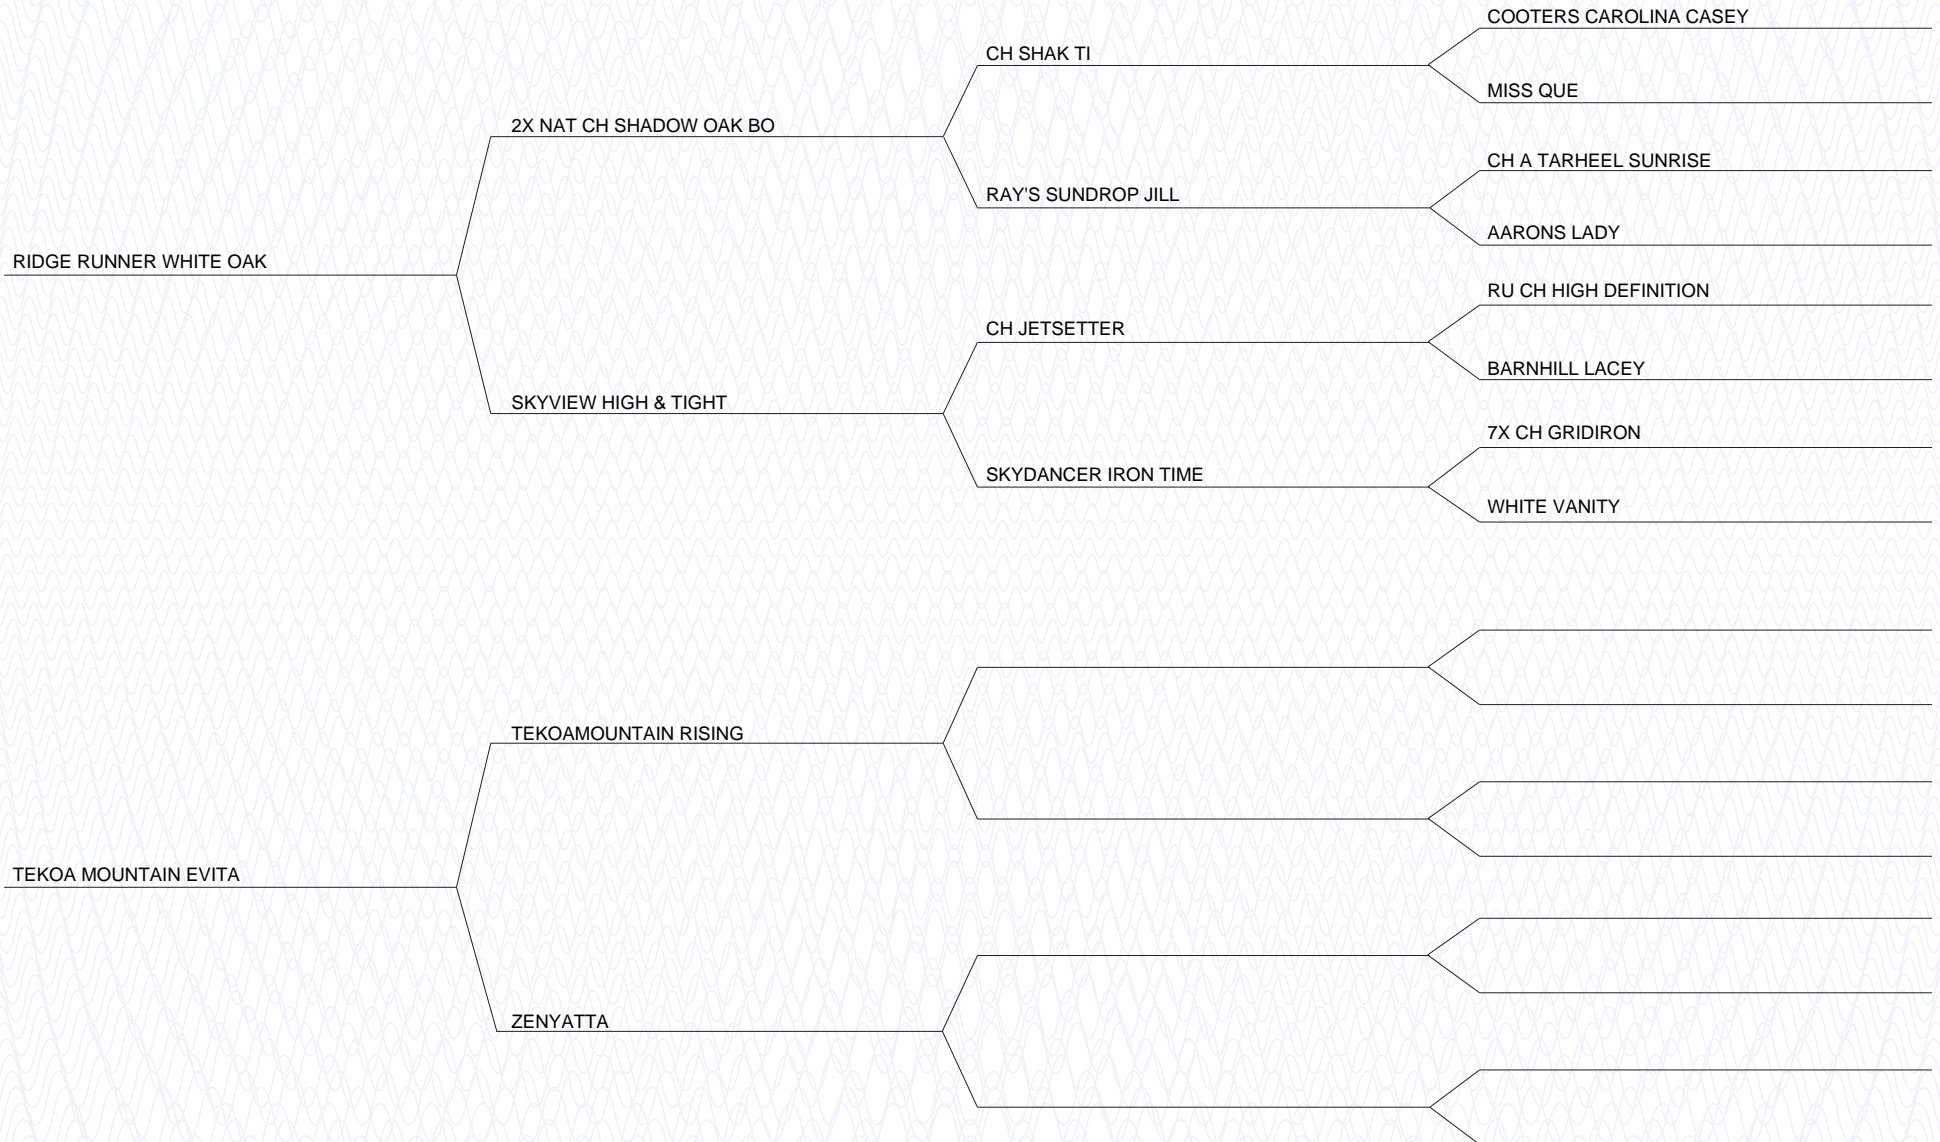 COOTERS CAROLINA CASEY
CH SHAK TI
MISS QUE
2X NAT CH SHADOW OAK BO
CH A TARHEEL SUNRISE
RAY'S SUNDROP JILL
AARONS LADY
RIDGE RUNNER WHITE OAK
RU CH HIGH DEFINITION
CH JETSETTER
BARNHILL LACEY
SKYVIEW HIGH & TIGHT
7X CH GRIDIRON
SKYDANCER IRON TIME
WHITE VANITY
TEKOAMOUNTAIN RISING
TEKOA MOUNTAIN EVITA
ZENYATTA